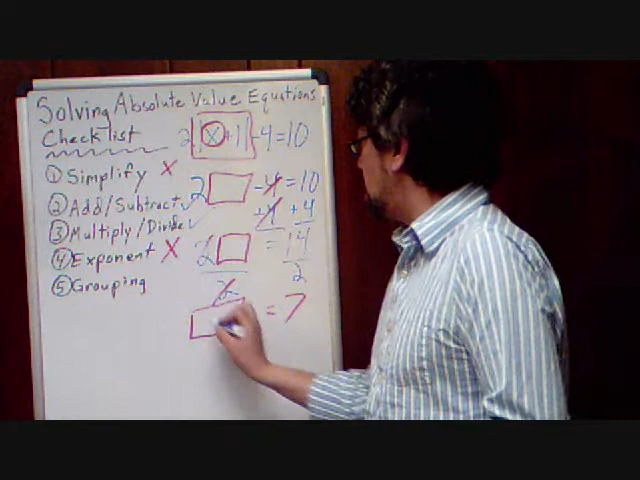 Solving Absolute Value Equations
Checklist
2|x+1|-4=10
① Simplify x
② Add/Subtract ✓
③ Multiply/Divide ✓
④ Exponent X
⑤ Grouping
2□ -4=10
+4 +4
2□ = 14
2 2
□ = 7